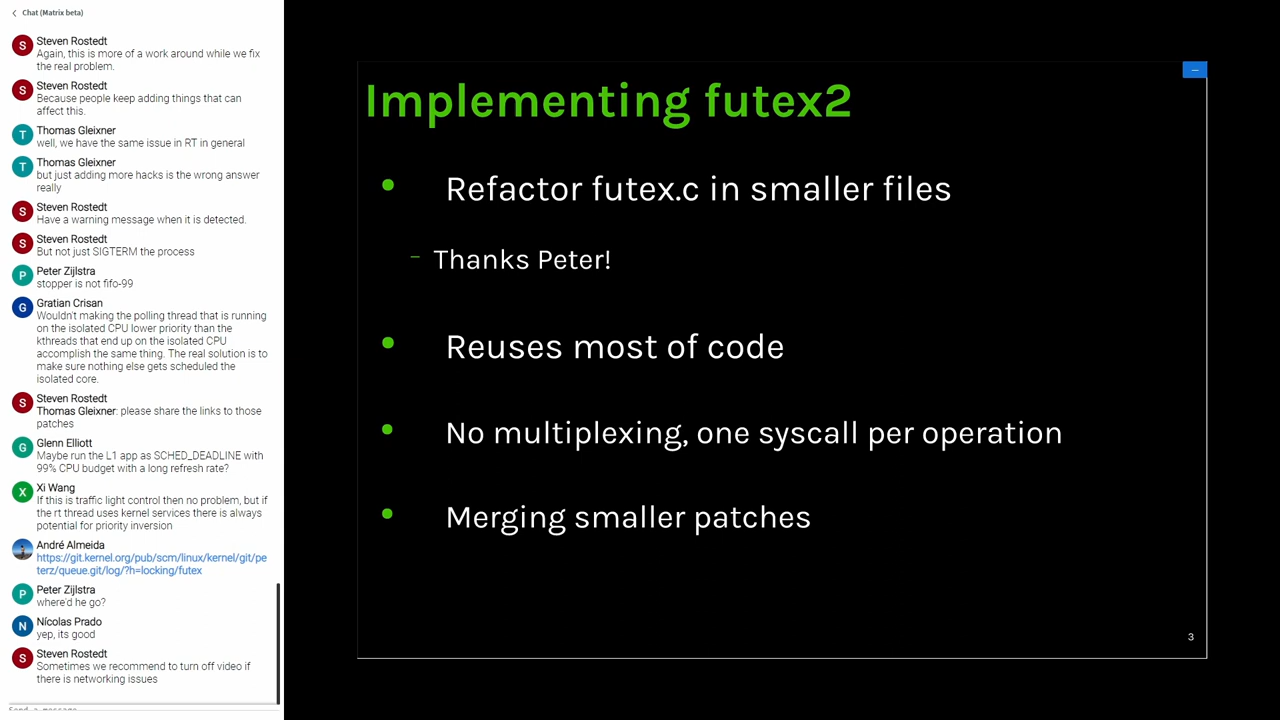 Chat (Matrix beta)
Steven Rostedt
Again, this is more of a work around while we fix
the real problem.
Steven Rostedt
Because people keep adding things that can
affect this.
Thomas Gleixner
well, we have the same issue in RT in general
Thomas Gleixner
but just adding more hacks is the wrong answer
really
Steven Rostedt
Have a warning message when it is detected.
Steven Rostedt
But not just SIGTERM the process
Peter Zijlstra
stopper is not fifo-99
Gratian Crisan
Wouldn't making the polling thread that is running
on the isolated CPU lower priority than the
kthreads that end up on the isolated CPU
accomplish the same thing. The real solution is to
make sure nothing else gets scheduled the
isolated core.
Steven Rostedt
Thomas Gleixner: please share the links to those
patches
Glenn Elliott
Maybe run the L1 app as SCHED_DEADLINE with
99% CPU budget with a long refresh rate?
Xi Wang
If this is traffic light control then no problem, but if
the rt thread uses kernel services there is always
potential for priority inversion
André Almeida
https://git.kernel.org/pub/scm/linux/kernel/git/pe
terz/queue.git/log/?h=locking/futex
Peter Zijlstra
where'd he go?
Nícolas Prado
yep, its good
Steven Rostedt
Sometimes we recommend to turn off video if
there is networking issues
Send a message
Implementing futex2
Refactor futex.c in smaller files
Thanks Peter!
Reuses most of code
No multiplexing, one syscall per operation
Merging smaller patches
3